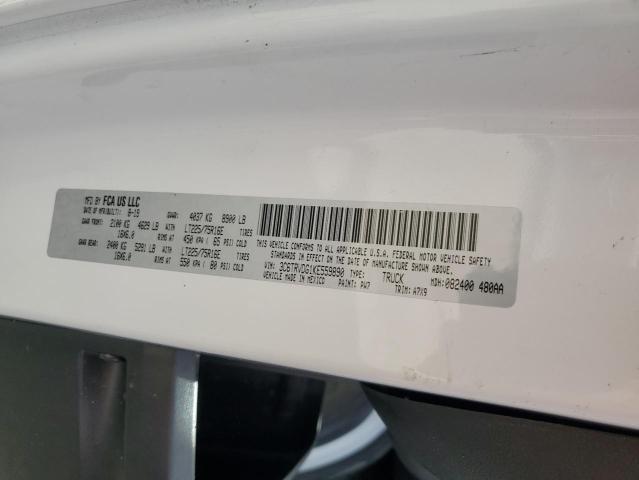 MFD BY FCA US LLC
DATE OF MFR(BUILT): 8-19 GVWR: 4037 KG 8900 LB
GAWR FRONT: 2100 KG 4629 LB LT225/75R16E TIRES
16X6.0 RIMS AT 450 KPA ( 65 PSI) COLD
GAWR REAR: 2400 KG 5291 LB LT225/75R16E TIRES
16X6.0 RIMS AT 550 KPA ( 80 PSI) COLD
THIS VEHICLE CONFORMS TO ALL APPLICABLE U.S.A. FEDERAL MOTOR VEHICLE SAFETY
STANDARDS IN EFFECT ON THE DATE OF MANUFACTURE SHOWN ABOVE.
VIN: 3C6TRVDG1KE559890 TYPE: TRUCK MDH: 082400 480AA
VEHICLE MADE IN MEXICO PAINT: PW7 TRIM: A7X9